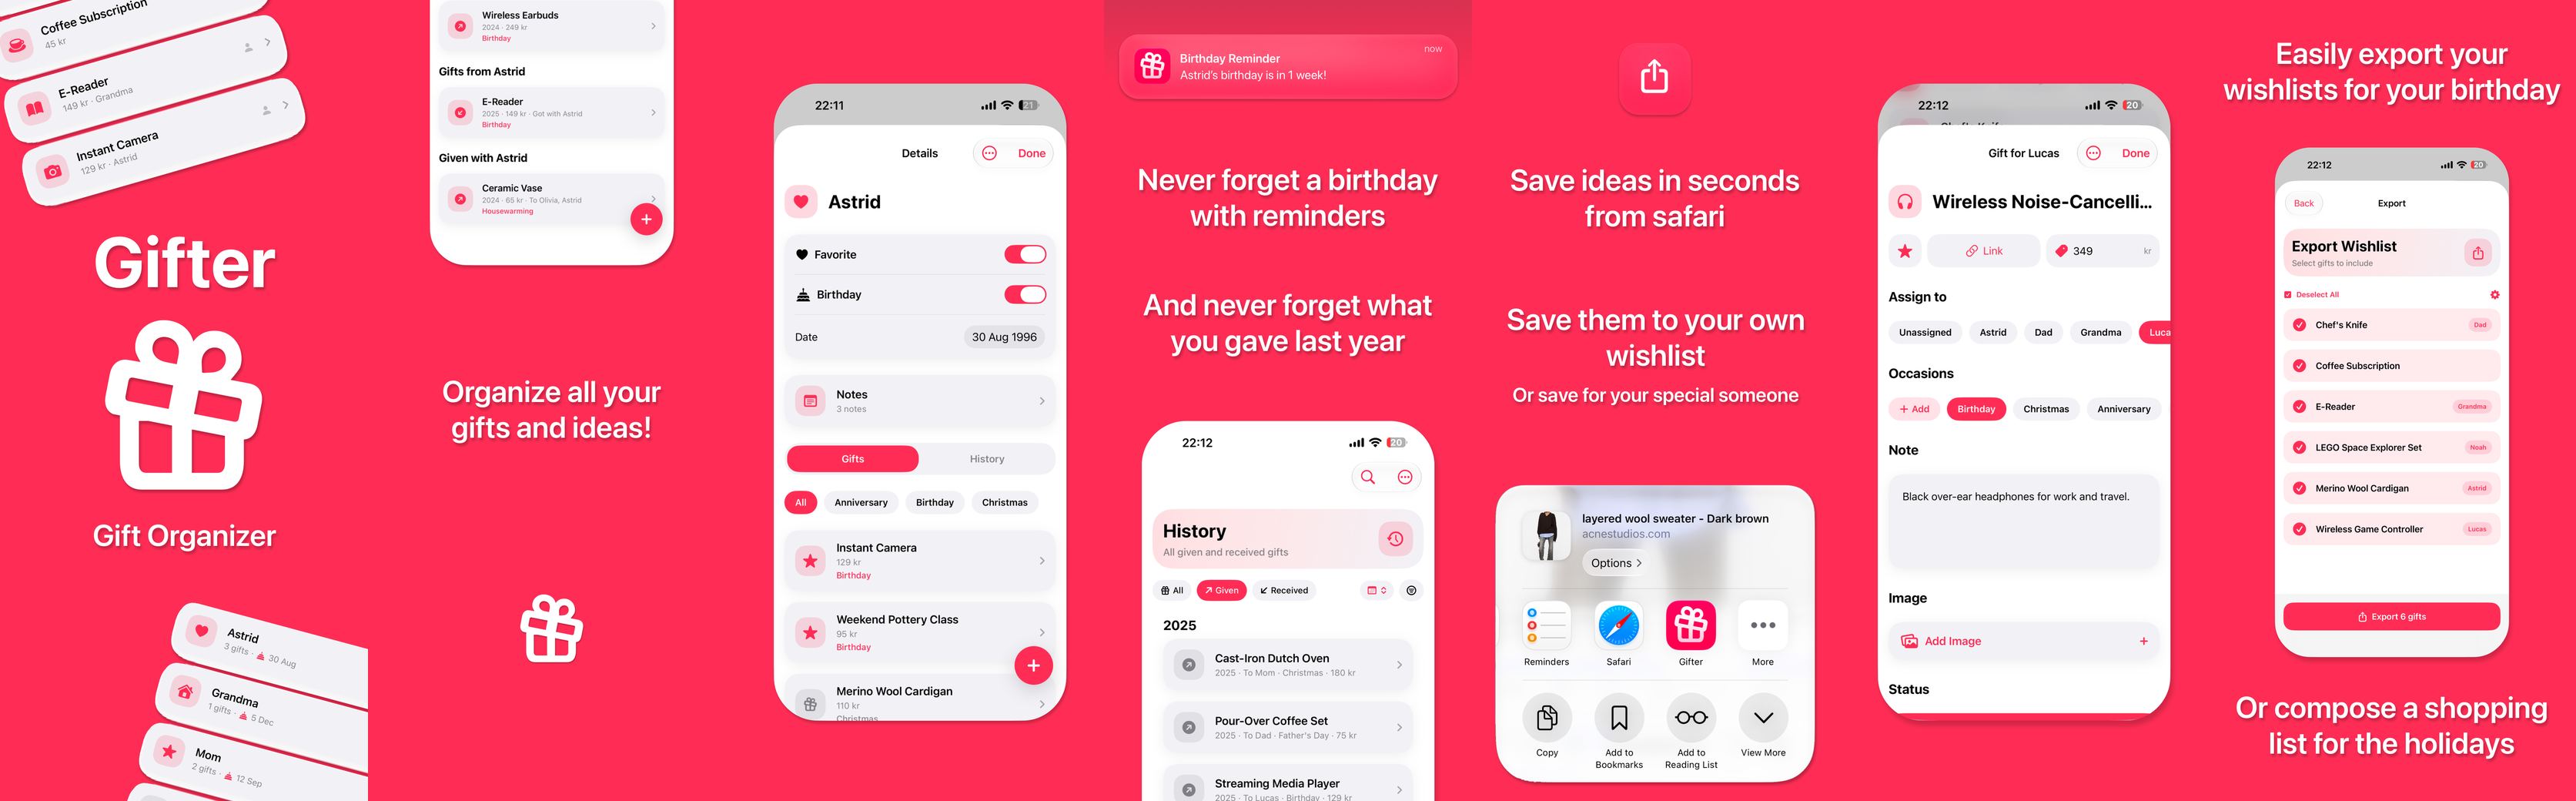 Coffee Subscription
45 kr
E-Reader
149 kr · Grandma
Instant Camera
129 kr · Astrid
Gifter
Gift Organizer
Astrid
3 gifts · 30 Aug
Grandma
1 gifts · 5 Dec
Mom
2 gifts · 12 Sep
Wireless Earbuds
2024 · 249 kr
Birthday
Gifts from Astrid
E-Reader
2025 · 149 kr · Got with Astrid
Birthday
Given with Astrid
Ceramic Vase
2024 · 65 kr · To Olivia, Astrid
Housewarming
Organize all your
gifts and ideas!
22:11
21
Details
Done
Astrid
Favorite
Birthday
Date
30 Aug 1996
Notes
3 notes
Gifts
History
All
Anniversary
Birthday
Christmas
Instant Camera
129 kr
Birthday
Weekend Pottery Class
95 kr
Birthday
Merino Wool Cardigan
110 kr
Christmas
Birthday Reminder
now
Astrid's birthday is in 1 week!
Never forget a birthday
with reminders
And never forget what
you gave last year
22:12
20
History
All given and received gifts
All
Given
Received
2025
Cast-Iron Dutch Oven
2025 · To Mom · Christmas · 180 kr
Pour-Over Coffee Set
2025 · To Dad · Father's Day · 75 kr
Streaming Media Player
2025 · To Lucas · Birthday · 129 kr
Save ideas in seconds
from safari
Save them to your own
wishlist
Or save for your special someone
layered wool sweater - Dark brown
acnestudios.com
Options
Reminders
Safari
Gifter
More
Copy
Add to
Bookmarks
Add to
Reading List
View More
22:12
20
Gift for Lucas
Done
Wireless Noise-Cancelli...
Link
349
kr
Assign to
Unassigned
Astrid
Dad
Grandma
Luca
Occasions
+ Add
Birthday
Christmas
Anniversary
Note
Black over-ear headphones for work and travel.
Image
Add Image
Status
Easily export your
wishlists for your birthday
22:12
20
Back
Export
Export Wishlist
Select gifts to include
Deselect All
Chef's Knife
Dad
Coffee Subscription
E-Reader
Grandma
LEGO Space Explorer Set
Noah
Merino Wool Cardigan
Astrid
Wireless Game Controller
Lucas
Export 6 gifts
Or compose a shopping
list for the holidays